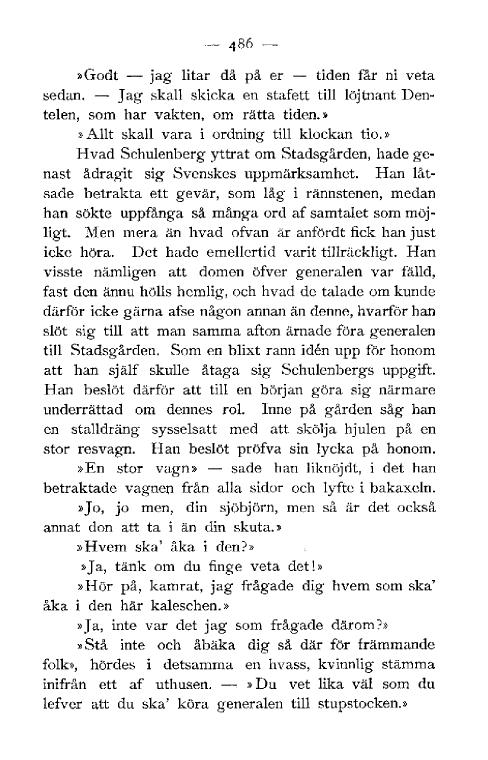 — 486 —
»Godt — jag litar då på er — tiden får ni veta
sedan. — Jag skall skicka en stafett till löjtnant Den-
telen, som har vakten, om rätta tiden.»
»Allt skall vara i ordning till klockan tio.»
Hvad Schulenberg yttrat om Stadsgården, hade ge-
nast ådragit sig Svenskes uppmärksamhet. Han låt-
sade betrakta ett gevär, som låg i rännstenen, medan
han sökte uppfånga så många ord af samtalet som möj-
ligt. Men mera än hvad ofvan är anfördt fick han just
icke höra. Det hade emellertid varit tillräckligt. Han
visste nämligen att domen öfver generalen var fälld,
fast den ännu hölls hemlig, och hvad de talade om kunde
därför icke gärna afse någon annan än denne, hvarför han
slöt sig till att man samma afton ärnade föra generalen
till Stadsgården. Som en blixt rann idén upp för honom
att han själf skulle åtaga sig Schulenbergs uppgift.
Han beslöt därför att till en början göra sig närmare
underrättad om dennes rol. Inne på gården såg han
en stalldräng sysselsatt med att skölja hjulen på en
stor resvagn. Han beslöt pröfva sin lycka på honom.
»En stor vagn» — sade han liknöjdt, i det han
betraktade vagnen från alla sidor och lyfte i bakaxeln.
»Jo, jo men, din sjöbjörn, men så är det också
annat don att ta i än din skuta.»
»Hvem ska' åka i den?»
»Ja, tänk om du finge veta det!»
»Hör på, kamrat, jag frågade dig hvem som ska'
åka i den här kaleschen.»
»Ja, inte var det jag som frågade därom?»
»Stå inte och åbäka dig så där för främmande
folk», hördes i detsamma en hvass, kvinnlig stämma
inifrån ett af uthusen. — »Du vet lika väl som du
lefver att du ska' köra generalen till stupstocken.»